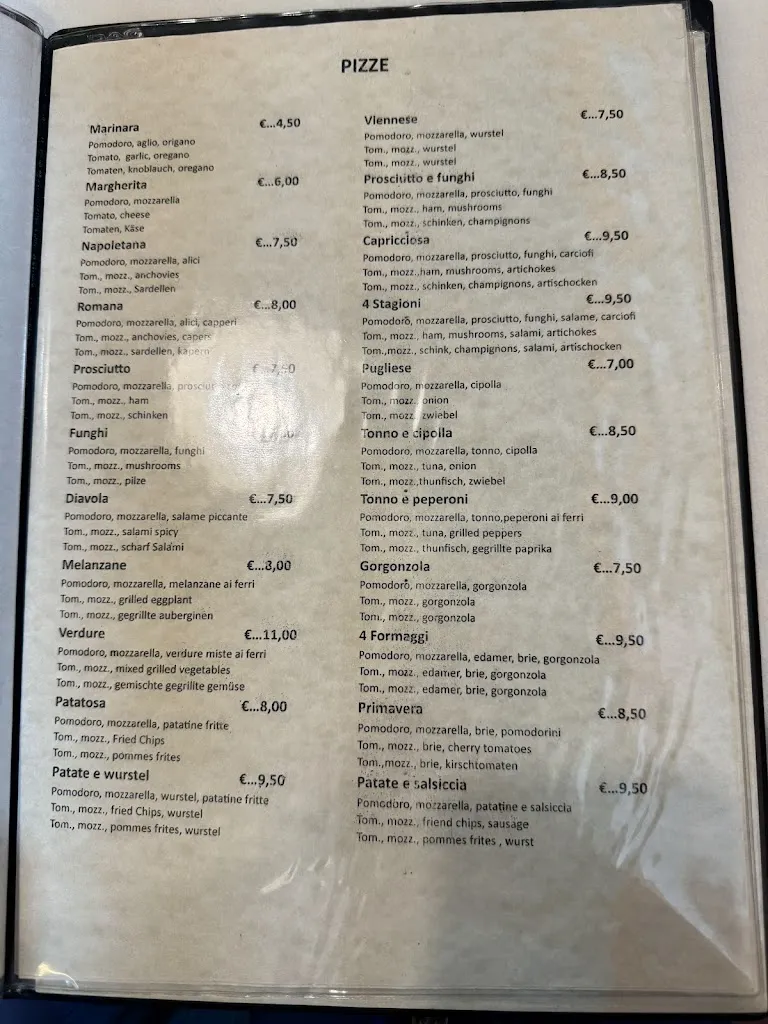 PIZZE
Marinara €...4,50
Pomodoro, aglio, origano
Tomato, garlic, oregano
Tomaten, knoblauch, oregano
Margherita €...6,00
Pomodoro, mozzarella
Tomato, cheese
Tomaten, Käse
Napoletana €...7,50
Pomodoro, mozzarella, alici
Tom., mozz., anchovies
Tom., mozz., Sardellen
Romana €...8,00
Pomodoro, mozzarella, alici, capperi
Tom., mozz., anchovies, capers
Tom., mozz., sardellen, kapern
Prosciutto €...7,50
Pomodoro, mozzarella,
Tom., mozz., ham
Tom., mozz., schinken
Funghi
Pomodoro, mozzarella, funghi
Tom., mozz., mushrooms
Tom., mozz., pilze
Diavola €...7,50
Pomodoro, mozzarella, salame piccante
Tom., mozz., salami spicy
Tom., mozz., scharf Salami
Melanzane
Pomodoro, mozzarella, melanzane ai ferri
Tom., mozz., grilled eggplant
Tom., mozz., gegrillte auberginen
Verdure €...11,00
Pomodoro, mozzarella, verdure miste ai ferri
Tom., mozz., mixed grilled vegetables
Tom., mozz., gemischte gegrillte gemüse
Patatosa €...8,00
Pomodoro, mozzarella, patatine fritte
Tom., mozz., Fried Chips
Tom., mozz., pommes frites
Patate e wurstel €...9,50
Pomodoro, mozzarella, wurstel, patatine fritte
Tom., mozz., fried Chips, wurstel
Tom., mozz., pommes frites, wurstel
Viennese €...7,50
Pomodoro, mozzarella, wurstel
Tom., mozz., wurstel
Tom., mozz., wurstel
Prosciutto e funghi €...8,50
Pomodoro, mozzarella, prosciutto, funghi
Tom., mozz., ham, mushrooms
Tom., mozz., schinken, champignons
Capricciosa €...9,50
Pomodoro, mozzarella, prosciutto, funghi, carciofi
Tom., mozz.,ham, mushrooms, artichokes
Tom., mozz., schinken, champignons, artischocken
4 Stagioni €...9,50
Pomodoro, mozzarella, prosciutto, funghi, salame, carciofi
Tom., mozz., ham, mushrooms, salami, artichokes
Tom.,mozz., schink, champignons, salami, artischocken
Pugliese €...7,00
Pomodoro, mozzarella, cipolla
Tom., mozz., onion
Tom., mozz., zwiebel
Tonno e cipolla €...8,50
Pomodoro, mozzarella, tonno, cipolla
Tom., mozz., tuna, onion
Tom., mozz.,thunfisch, zwiebel
Tonno e peperoni €...9,00
Pomodoro, mozzarella, tonno,peperoni ai ferri
Tom., mozz., tuna, grilled peppers
Tom., mozz., thunfisch, gegrillte paprika
Gorgonzola €...7,50
Pomodoro, mozzarella, gorgonzola
Tom., mozz., gorgonzola
Tom., mozz., gorgonzola
4 Formaggi €...9,50
Pomodoro, mozzarella, edamer, brie, gorgonzola
Tom., mozz., edamer, brie, gorgonzola
Tom., mozz., edamer, brie, gorgonzola
Primavera €...8,50
Pomodoro, mozzarella, brie, pomodorini
Tom., mozz., brie, cherry tomatoes
Tom.,mozz., brie, kirschtomaten
Patate e salsiccia €...9,50
Pomodoro, mozzarella, patatine e salsiccia
Tom., mozz., friend chips, sausage
Tom., mozz., pommes frites , wurst